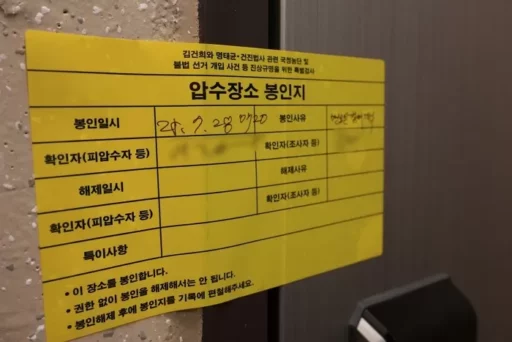 김건희와 명태균·건진법사 관련 국정농단 및
불법 선거 개입 사건 등 진상규명을 위한 특별검사
압수장소 봉인지
봉인일시 25. 7. 28 07:20 봉인사유
확인자(피압수자 등) 확인자(조사자 등)
해제일시 해제사유
확인자(피압수자 등) 확인자(조사자 등)
특이사항
• 이 장소를 봉인합니다.
• 권한 없이 봉인을 해제해서는 안 됩니다.
• 봉인해제 후에 봉인지를 기록에 편철해주세요.